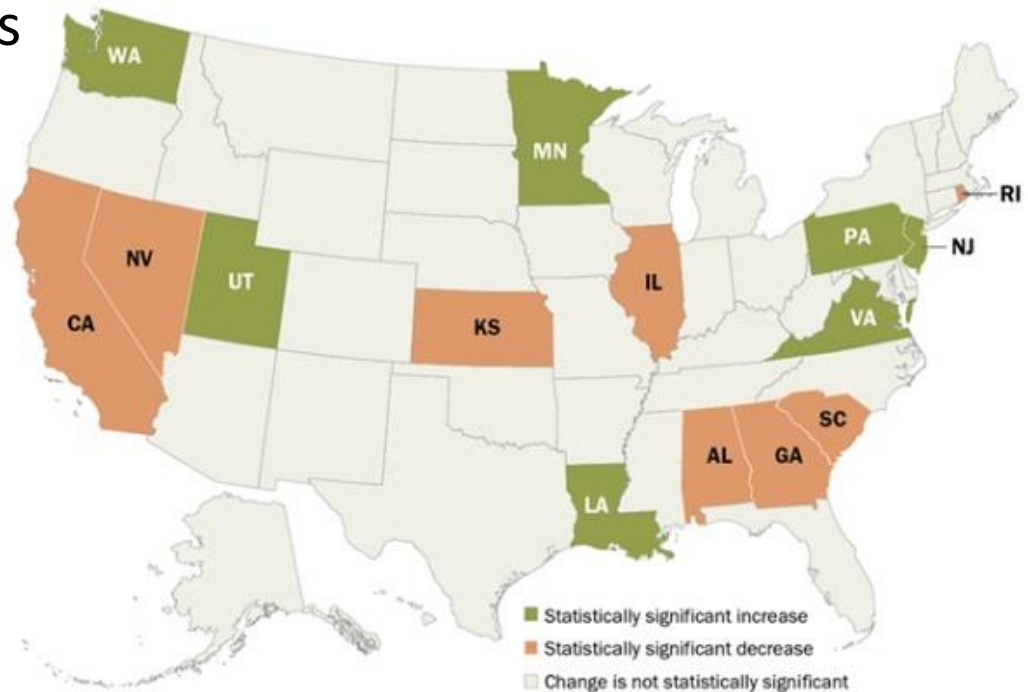 s
WA
MN
RI
PA
NJ
NV
UT
IL
CA
KS
VA
SC
AL
GA
LA
Statistically significant increase
Statistically significant decrease
Change is not statistically significant